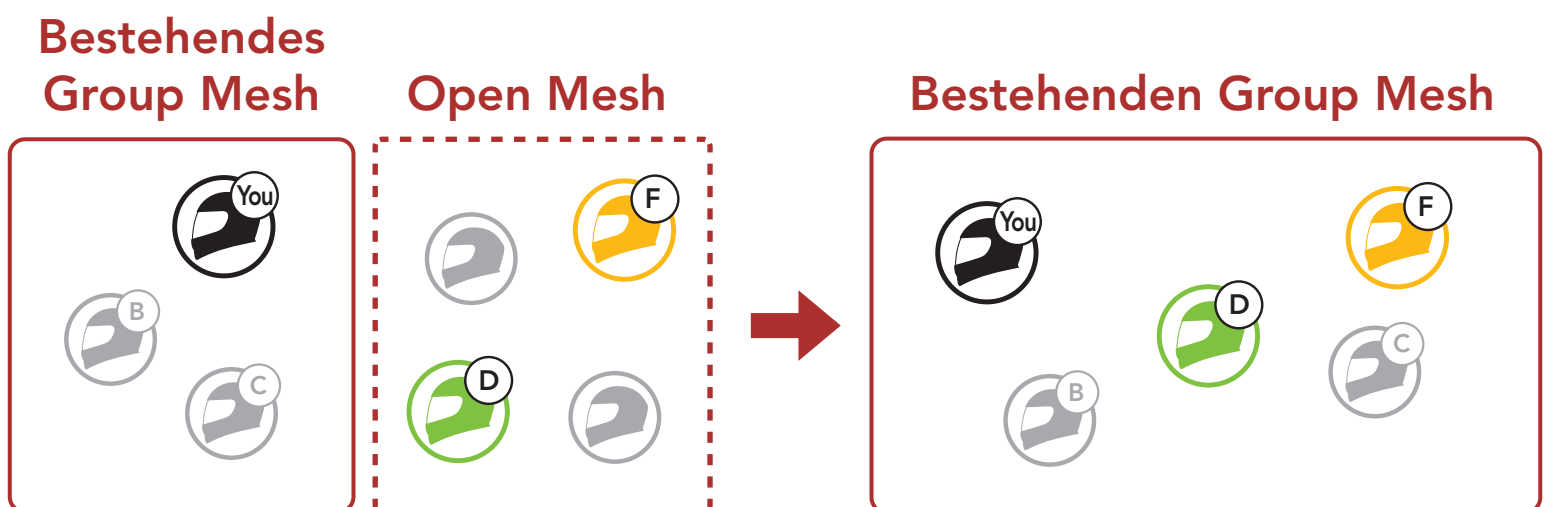 Bestehendes
Group Mesh
You
B
C
Open Mesh
F
D
Bestehenden Group Mesh
You
F
D
C
B